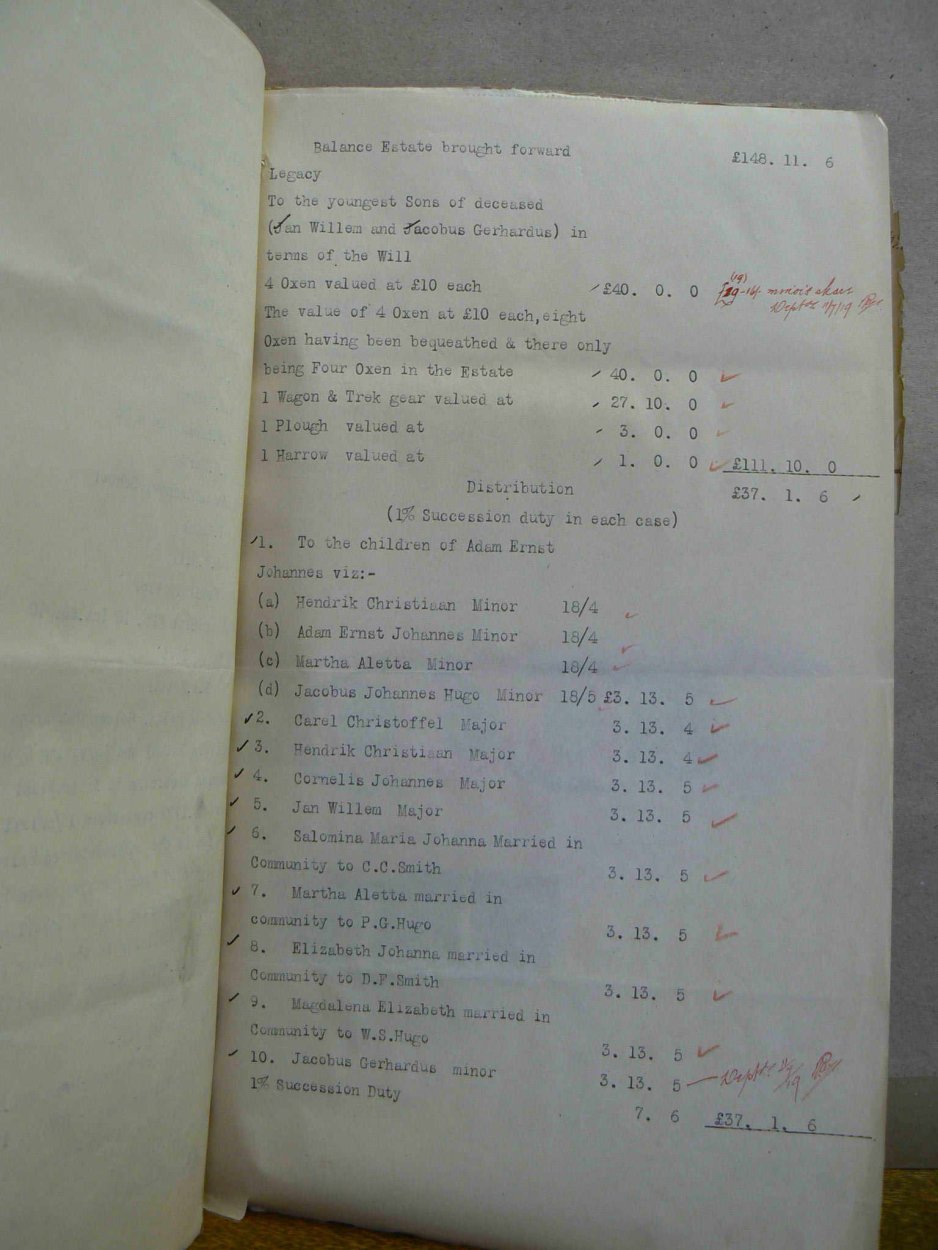 Balance Estate brought forward £148. 11. 6
Legacy
To the youngest Sons of deceased
(Jan Willem and Jacobus Gerhardus) in
terms of the Will
4 Oxen valued at £10 each £40. 0. 0
The value of 4 Oxen at £10 each,eight
Oxen having been bequeathed & there only
being Four Oxen in the Estate 40. 0. 0
1 Wagon & Trek gear valued at 27. 10. 0
1 Plough valued at 3. 0. 0
1 Harrow valued at 1. 0. 0 £111. 10. 0
Distribution £37. 1. 6
(1% Succession duty in each case)
1. To the children of Adam Ernst
Johannes viz:-
(a) Hendrik Christiaan Minor 18/4
(b) Adam Ernst Johannes Minor 18/4
(c) Martha Aletta Minor 18/4
(d) Jacobus Johannes Hugo Minor 18/5 £3. 13. 5
2. Carel Christoffel Major 3. 13. 4
3. Hendrik Christiaan Major 3. 13. 4
4. Cornelis Johannes Major 3. 13. 5
5. Jan Willem Major 3. 13. 5
6. Salomina Maria Johanna Married in
Community to C.C.Smith 3. 13. 5
7. Martha Aletta married in
community to P.G.Hugo 3. 13. 5
8. Elizabeth Johanna married in
Community to D.F.Smith 3. 13. 5
9. Magdalena Elizabeth married in
Community to W.S.Hugo 3. 13. 5
10. Jacobus Gerhardus minor 3. 13. 5
1% Succession Duty 7. 6 £37. 1. 6